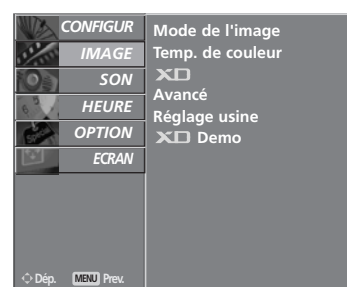 CONFIGUR
IMAGE
SON
HEURE
OPTION
ECRAN
Mode de l'image
Temp. de couleur
XD
Avancé
Réglage usine
XD Demo
Dép. MENU Prev.